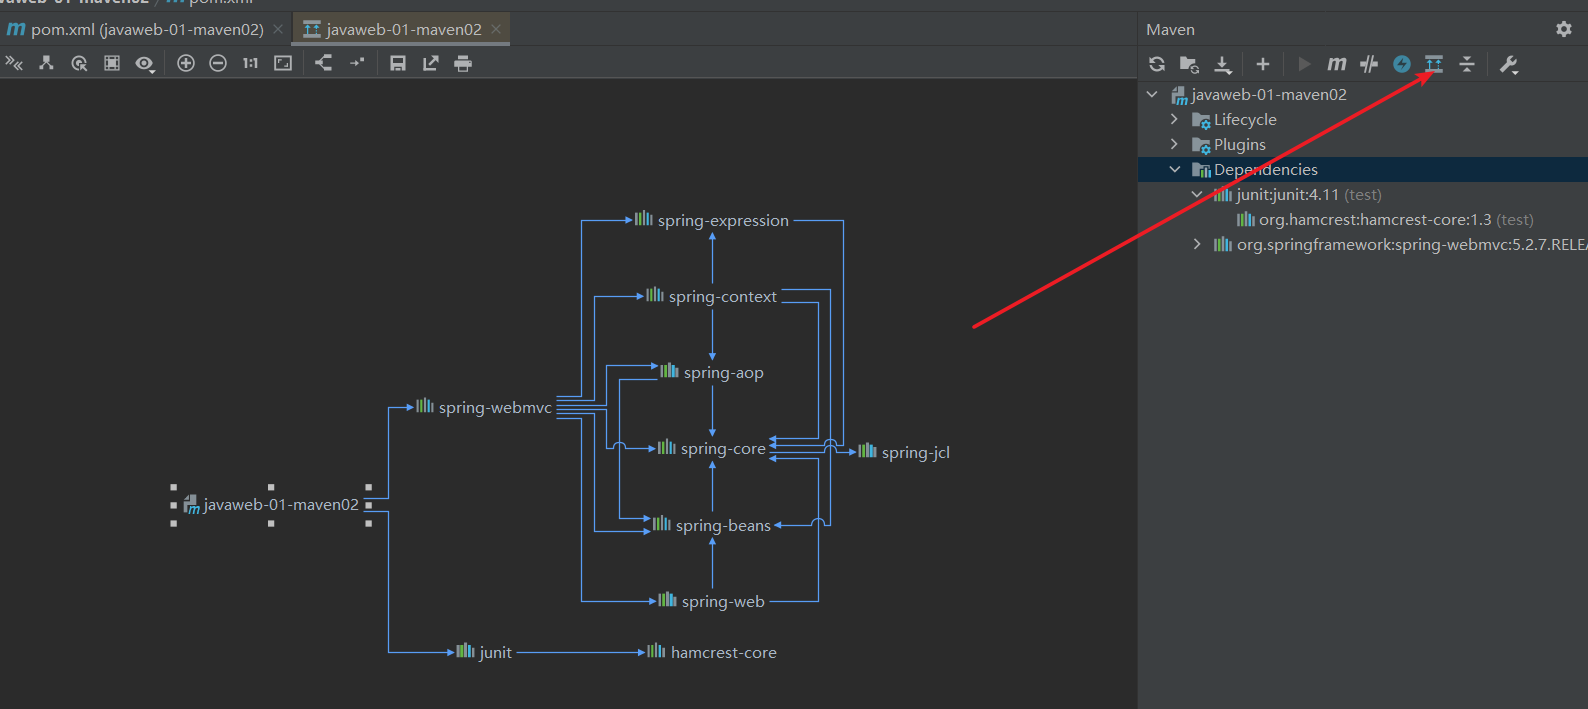 pom.xml (javaweb-01-maven02)
javaweb-01-maven02
1:1
spring-expression
spring-context
spring-aop
spring-webmvc
spring-core
spring-jcl
javaweb-01-maven02
spring-beans
spring-web
junit
hamcrest-core
Maven
javaweb-01-maven02
Lifecycle
Plugins
Dependencies
junit:junit:4.11 (test)
org.hamcrest:hamcrest-core:1.3 (test)
org.springframework:spring-webmvc:5.2.7.RELEA